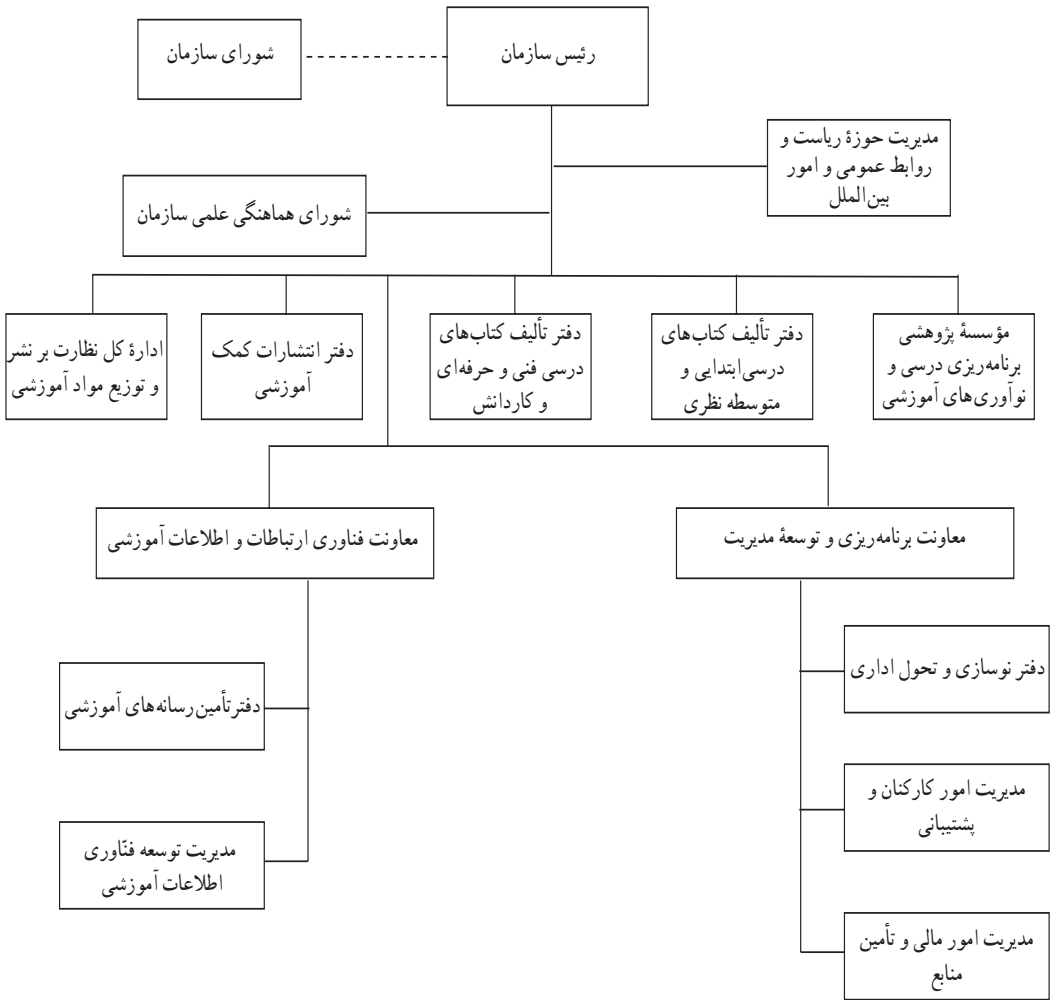 رئیس سازمان
شورای سازمان
مدیریت حوزهٔ ریاست و
روابط عمومی و امور
بین‌الملل
شورای هماهنگی علمی سازمان
مؤسسهٔ پژوهشی
برنامه‌ریزی درسی و
نوآوری‌های آموزشی
دفتر تألیف کتاب‌های
درسی ابتدایی و
متوسطه نظری
دفتر تألیف کتاب‌های
درسی فنی و حرفه‌ای
و کاردانش
دفتر انتشارات کمک
آموزشی
ادارهٔ کل نظارت بر نشر
و توزیع مواد آموزشی
معاونت برنامه‌ریزی و توسعهٔ مدیریت
معاونت فناوری ارتباطات و اطلاعات آموزشی
دفتر نوسازی و تحول اداری
مدیریت امور کارکنان و
پشتیبانی
مدیریت امور مالی و تأمین
منابع
دفتر تأمین رسانه‌های آموزشی
مدیریت توسعه فنّاوری
اطلاعات آموزشی